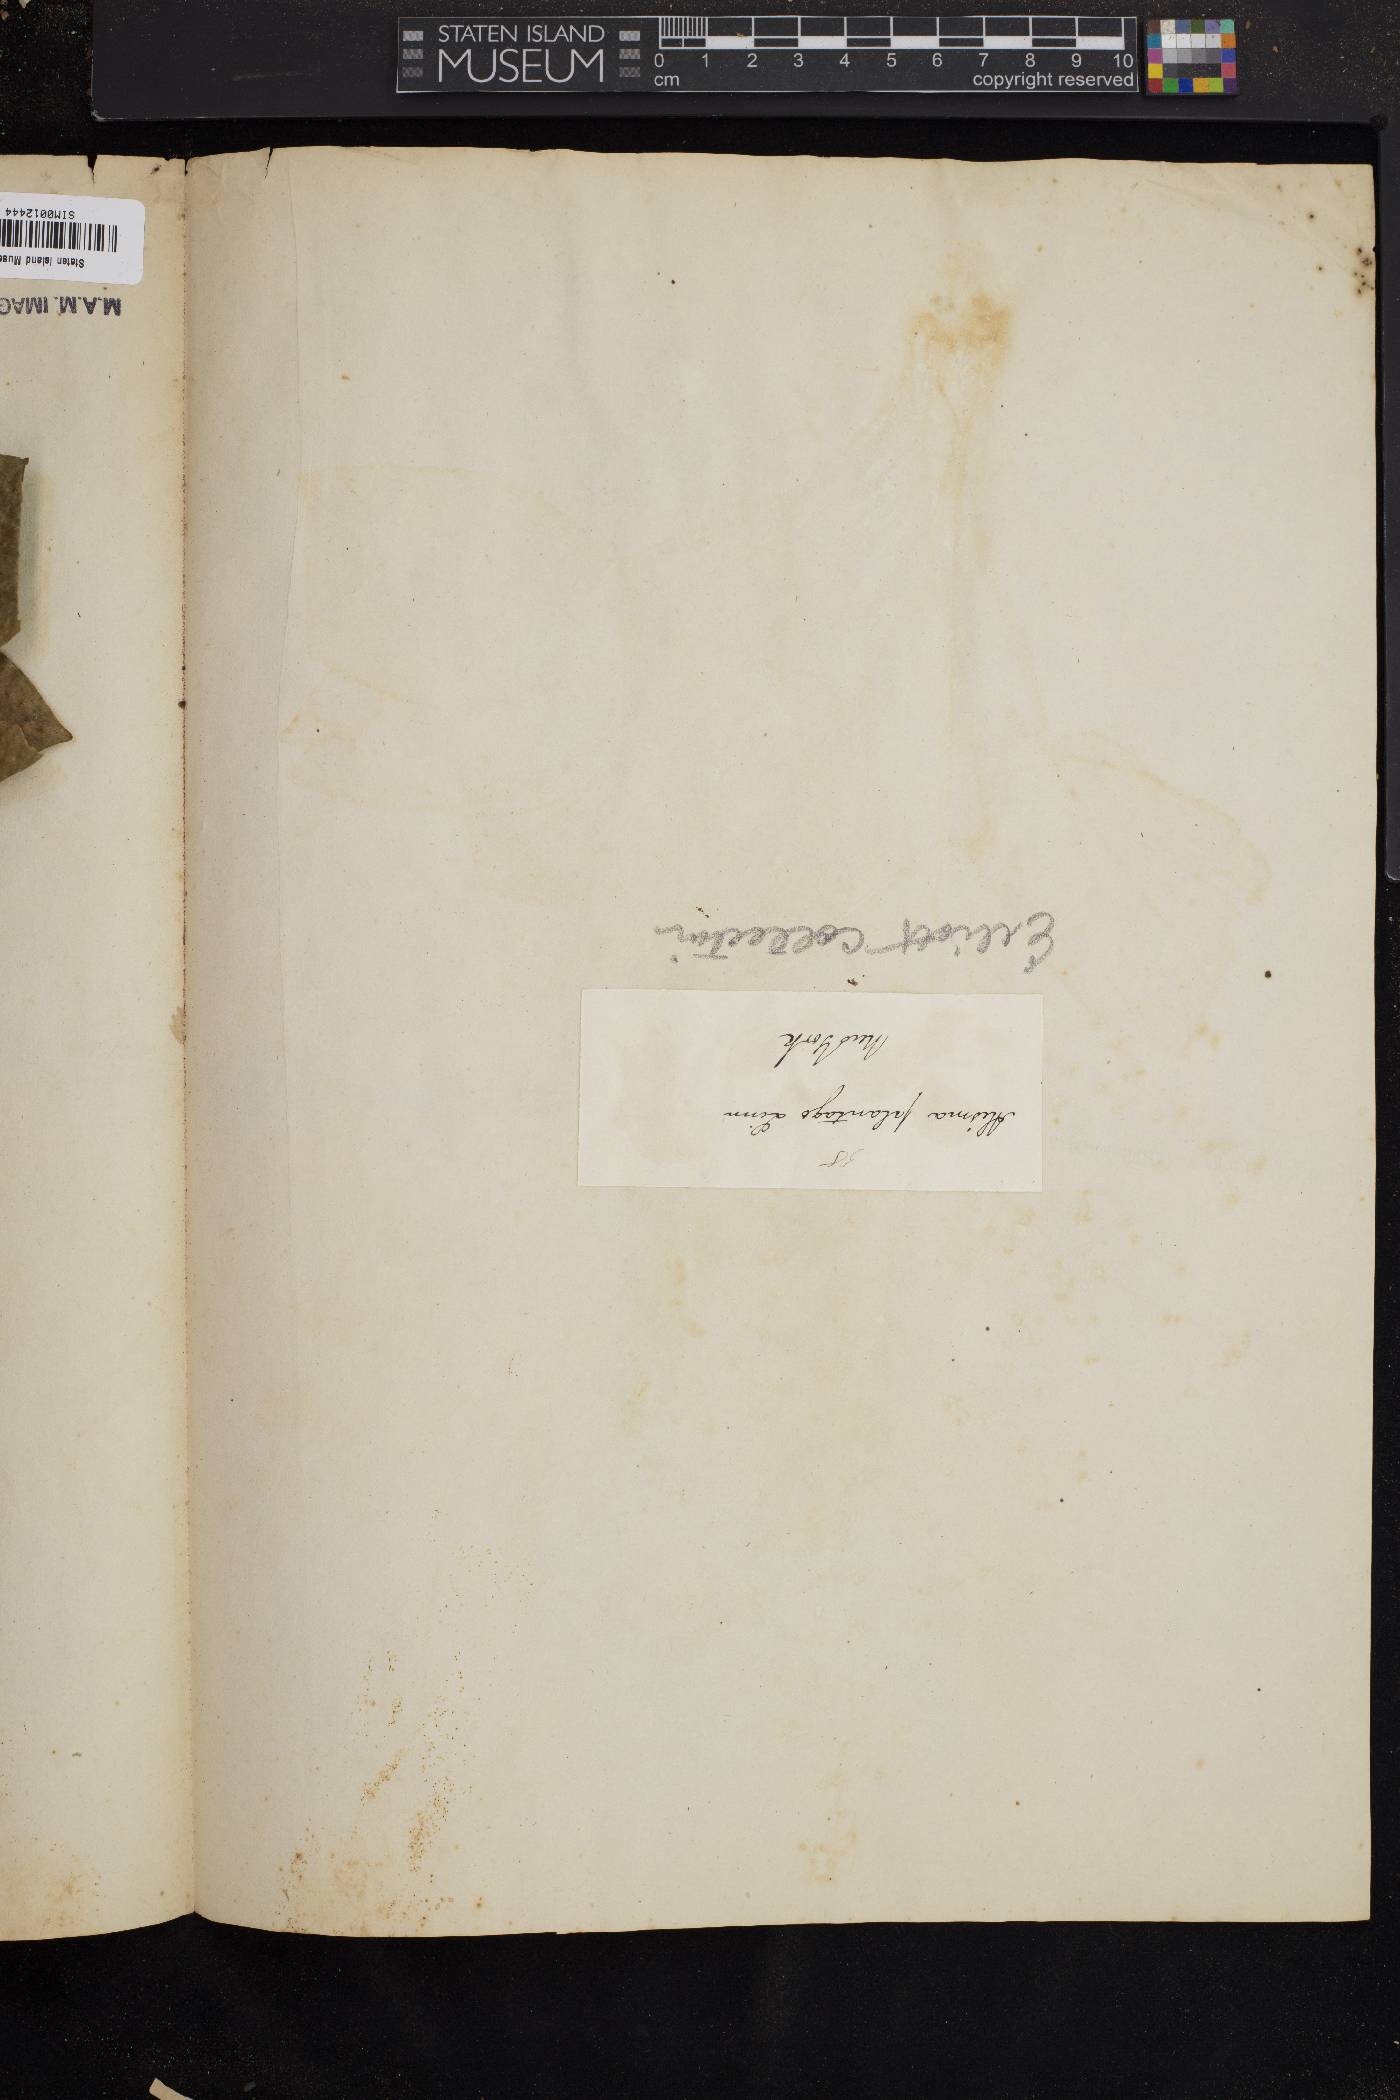 STATEN ISLAND
MUSEUM
0 1 2 3 4 5 6 7 8 9 10
cm
copyright reserved
Staten Island Muse
SIM0012444
M.A.M. IMAG
58
Alisma plantago Linn
New York
Elliott Collection